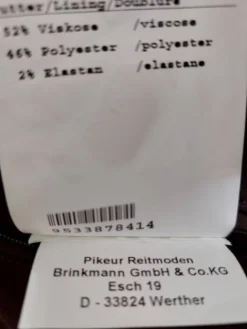 utter/Lining/Doublure
52% Viskose /viscose
46% Polyester /polyester
2% Elastan /elastane
9533878414
Pikeur Reitmoden
Brinkmann GmbH & Co.KG
Esch 19
D - 33824 Werther